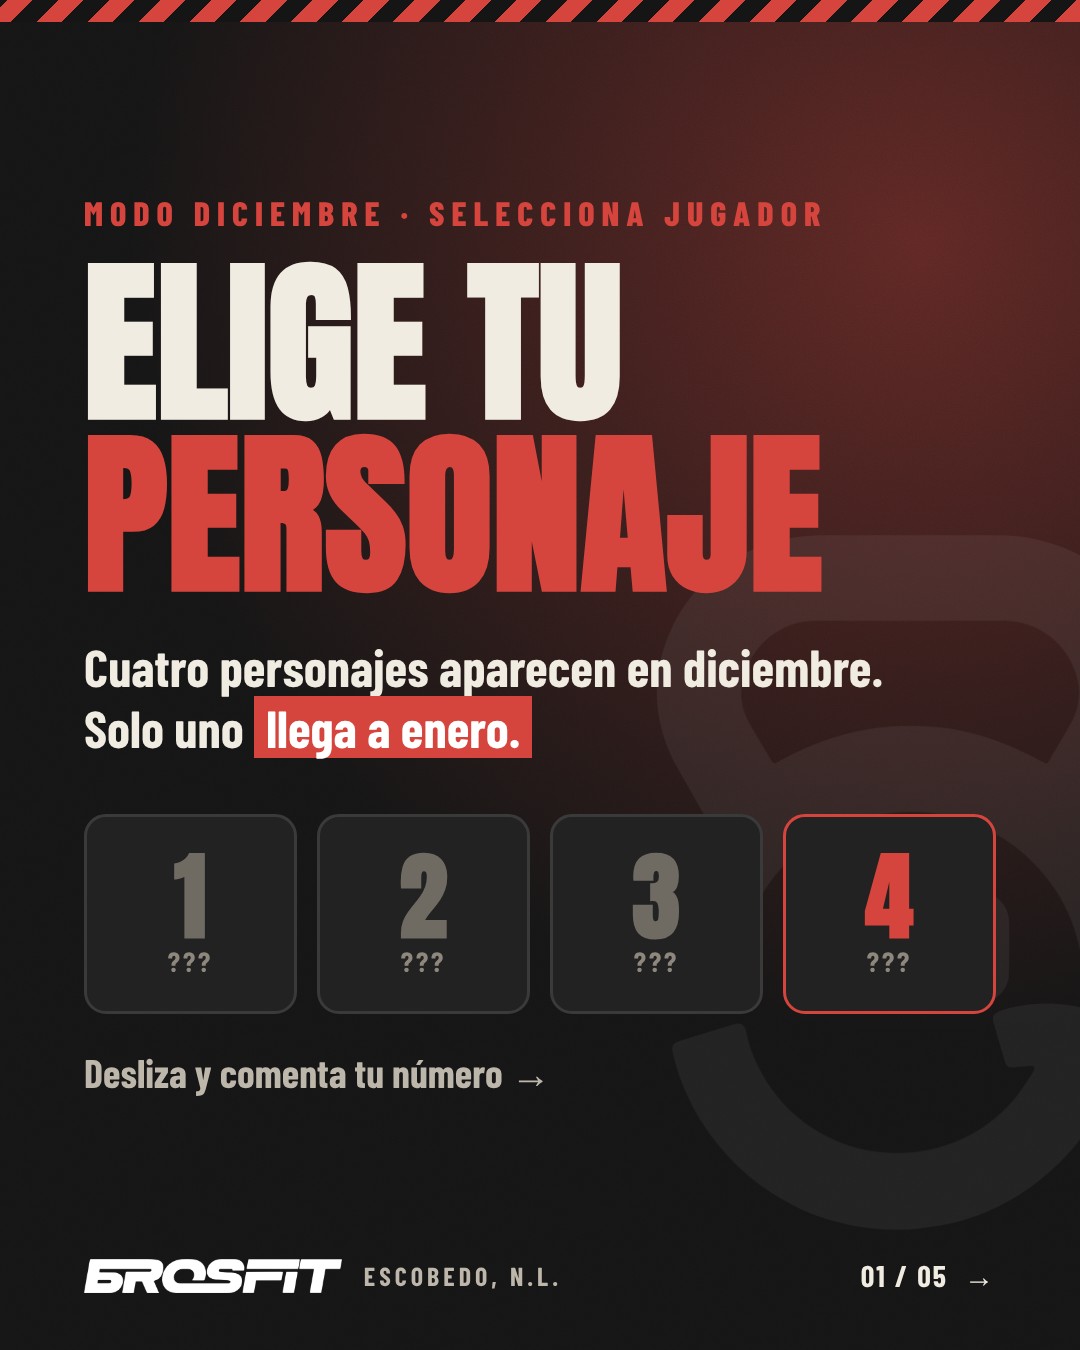 MODO DICIEMBRE · SELECCIONA JUGADOR
ELIGE TU
PERSONAJE
Cuatro personajes aparecen en diciembre.
Solo uno llega a enero.
1 2 3 4
??? ??? ??? ???
Desliza y comenta tu número →
BROSFIT ESCOBEDO, N.L. 01 / 05 →